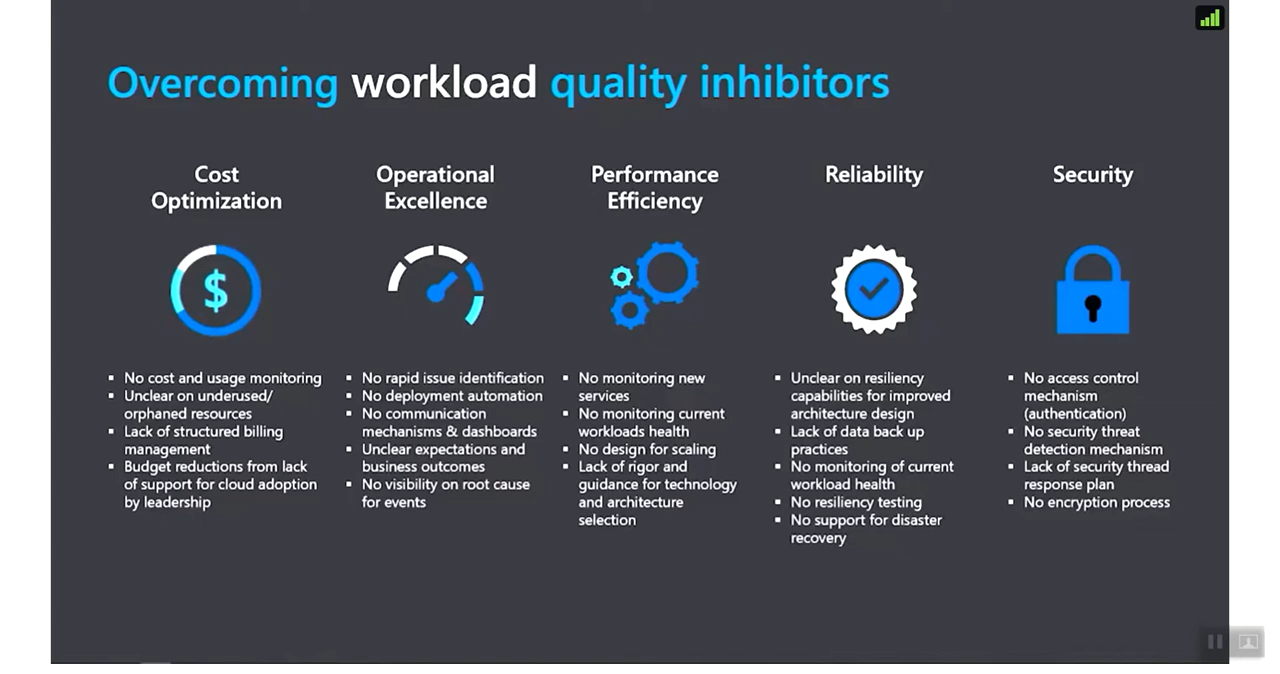 Overcoming workload quality inhibitors
Cost
Optimization
$
▪ No cost and usage monitoring
▪ Unclear on underused/
orphaned resources
▪ Lack of structured billing
management
▪ Budget reductions from lack
of support for cloud adoption
by leadership
Operational
Excellence
▪ No rapid issue identification
▪ No deployment automation
▪ No communication
mechanisms & dashboards
▪ Unclear expectations and
business outcomes
▪ No visibility on root cause
for events
Performance
Efficiency
▪ No monitoring new
services
▪ No monitoring current
workloads health
▪ No design for scaling
▪ Lack of rigor and
guidance for technology
and architecture
selection
Reliability
▪ Unclear on resiliency
capabilities for improved
architecture design
▪ Lack of data back up
practices
▪ No monitoring of current
workload health
▪ No resiliency testing
▪ No support for disaster
recovery
Security
▪ No access control
mechanism
(authentication)
▪ No security threat
detection mechanism
▪ Lack of security thread
response plan
▪ No encryption process